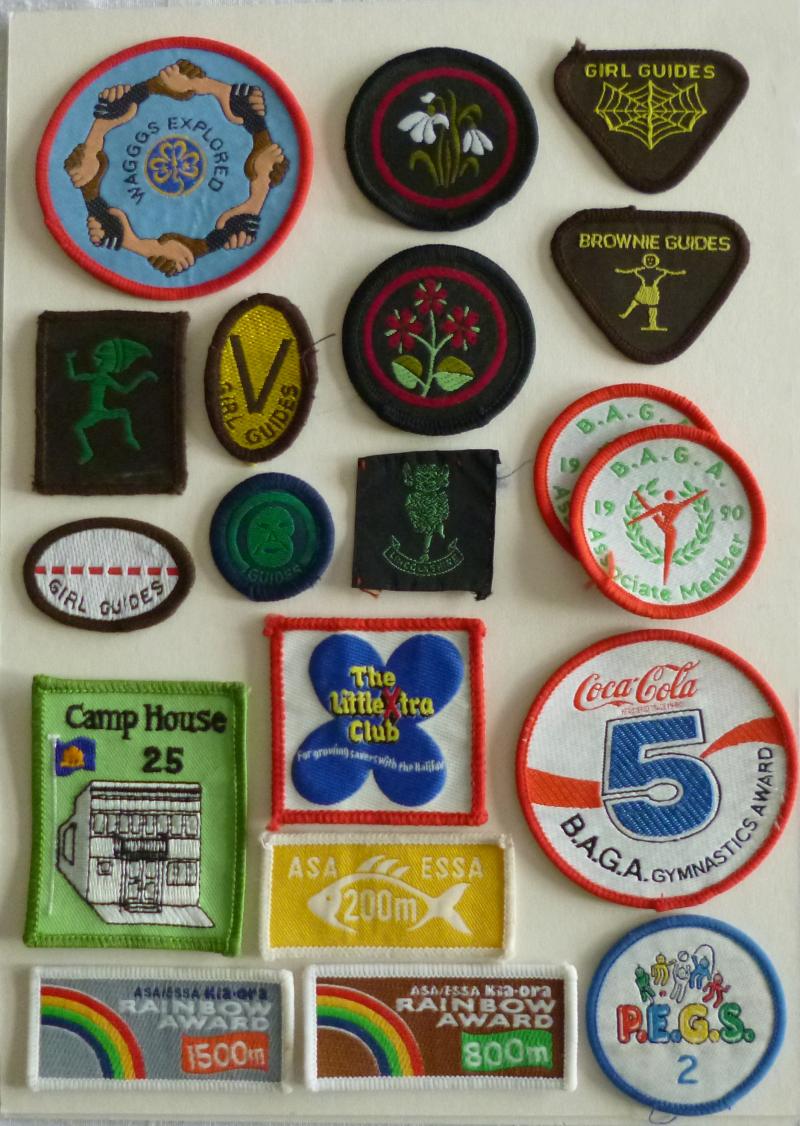 WAGGGS EXPLORED
GIRL GUIDES
BROWNIE GUIDES
V
GIRL GUIDES
B.A.G.
19
Ass
B.A.G.A.
19 90
Associate Member
GUIDES
LINCOLNSHIRE
GIRL GUIDES
Camp House
25
The
LittleXtra
Club
For growing savers with the Halifax
Coca-Cola
5
B.A.G.A. GYMNASTICS AWARD
ASA ESSA
200m
ASA/ESSA Kia-ora
RAINBOW
AWARD
1500m
ASA/ESSA Kia-ora
RAINBOW
AWARD
800m
P.E.G.S.
2